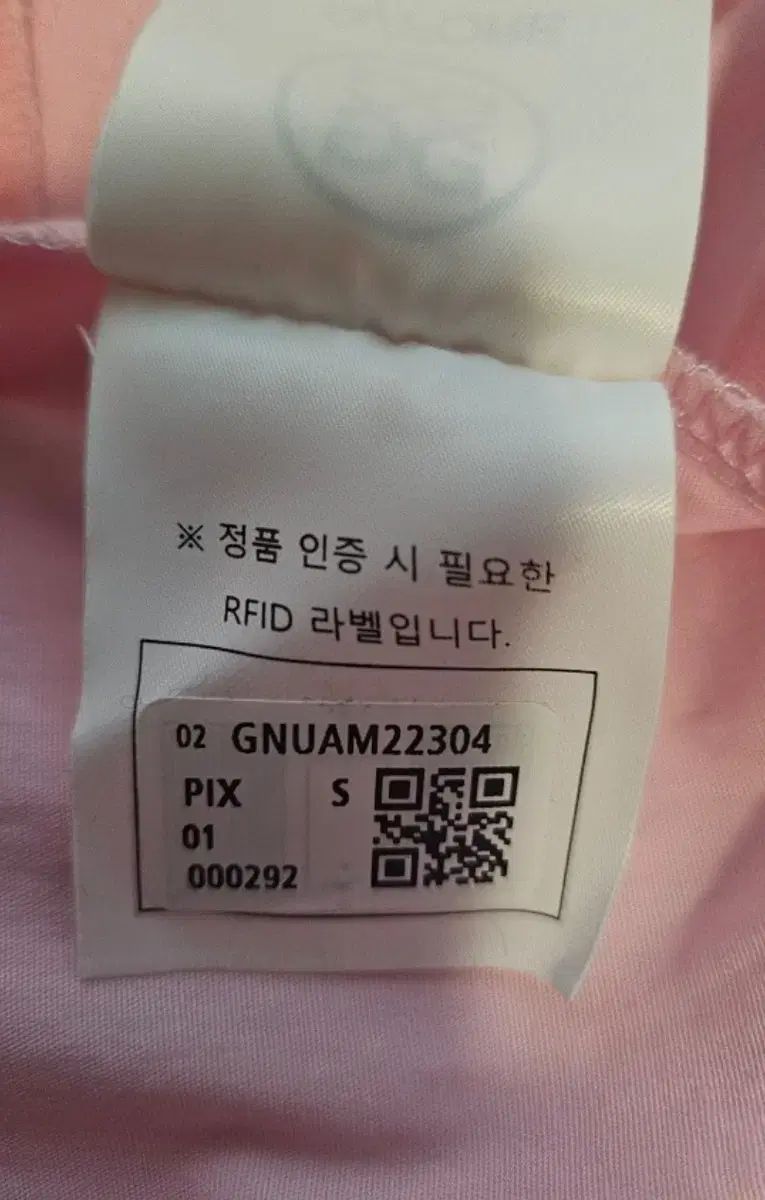 ※ 정품 인증 시 필요한
RFID 라벨입니다.
02 GNUAM22304
PIX S
01
000292